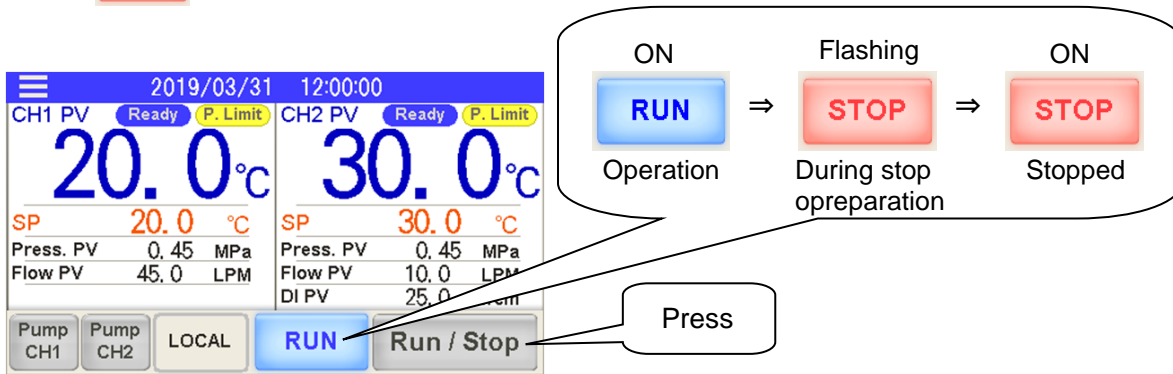 2019/03/31 12:00:00
CH1 PV Ready P. Limit
20.0 ℃
SP 20.0 ℃
Press. PV 0.45 MPa
Flow PV 45.0 LPM
CH2 PV Ready P. Limit
30.0 ℃
SP 30.0 ℃
Press. PV 0.45 MPa
Flow PV 10.0 LPM
DI PV 25.0
Pump CH1
Pump CH2
LOCAL
RUN
Run / Stop
ON
RUN
Operation
⇒
Flashing
STOP
During stop
opreparation
⇒
ON
STOP
Stopped
Press